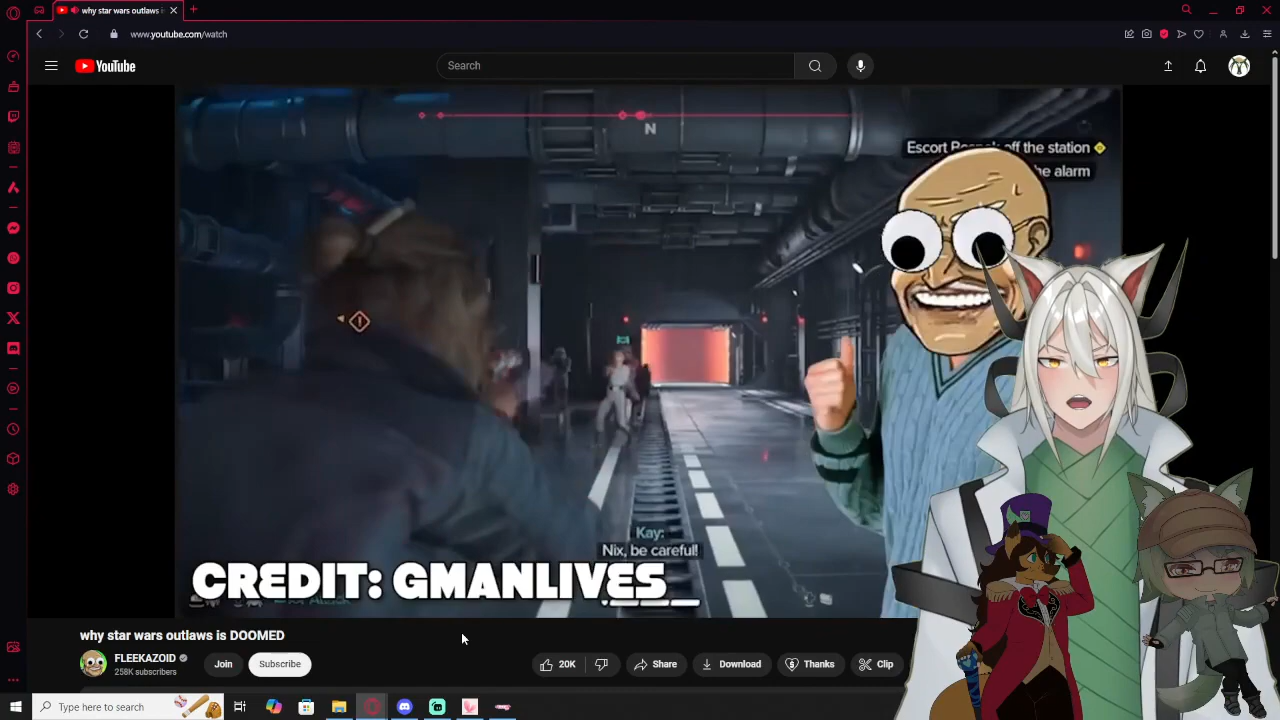 why star wars outlaws is
www.youtube.com/watch
YouTube
Search
N
Escort
off the station
the alarm
Kay:
Nix, be careful!
CREDIT: GMANLIVES_
why star wars outlaws is DOOMED
FLEEKAZOID
258K subscribers
Join
Subscribe
20K
Share
Download
Thanks
Clip
Type here to search